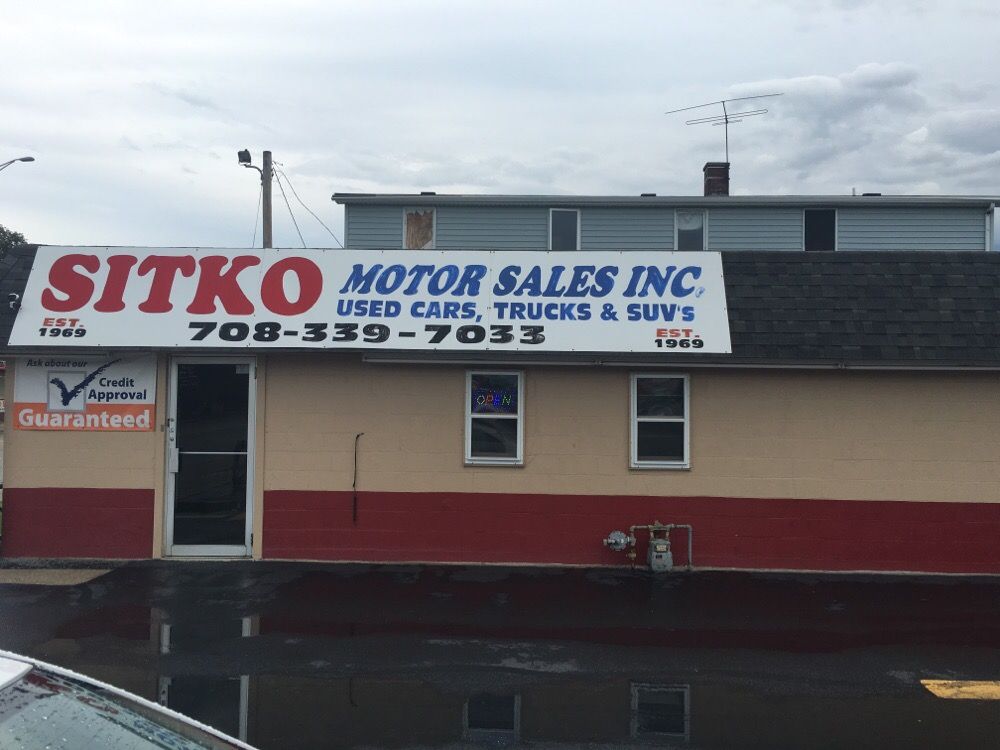 SITKO MOTOR SALES INC.
USED CARS, TRUCKS & SUV'S
EST.
1969
708-339-7033
EST.
1969
Ask about our
Credit
Approval
Guaranteed
OPEN